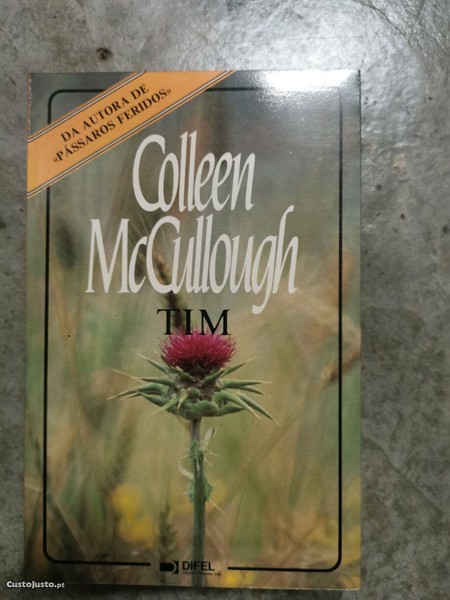 DA AUTORA DE
«PÁSSAROS FERIDOS»
Colleen
McCullough
TIM
DIFEL
CustoJusto.pt